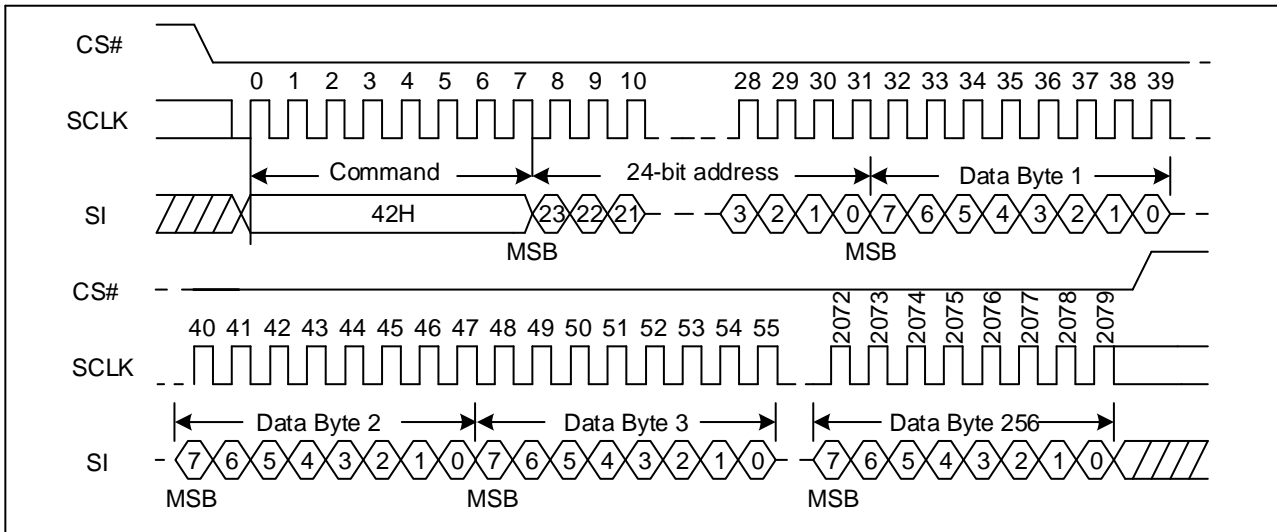 CS#
0 1 2 3 4 5 6 7 8 9 10 28 29 30 31 32 33 34 35 36 37 38 39
SCLK
Command 24-bit address Data Byte 1
SI 42H 23 22 21 3 2 1 0 7 6 5 4 3 2 1 0
MSB MSB
CS#
40 41 42 43 44 45 46 47 48 49 50 51 52 53 54 55 2072 2073 2074 2075 2076 2077 2078 2079
SCLK
Data Byte 2 Data Byte 3 Data Byte 256
SI 7 6 5 4 3 2 1 0 7 6 5 4 3 2 1 0 7 6 5 4 3 2 1 0
MSB MSB MSB